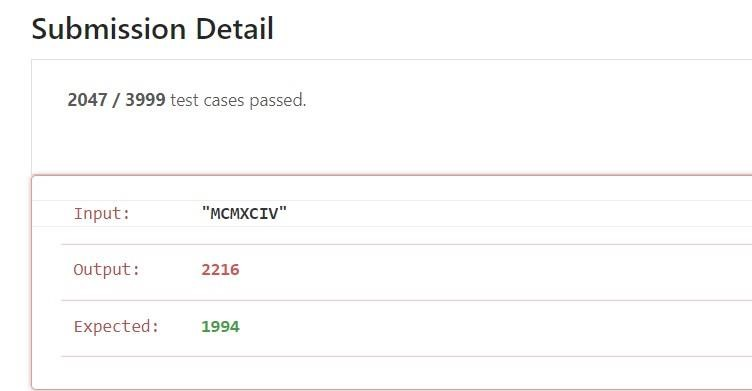 Submission Detail
2047 / 3999 test cases passed.
Input: "MCMXCIV"
Output: 2216
Expected: 1994